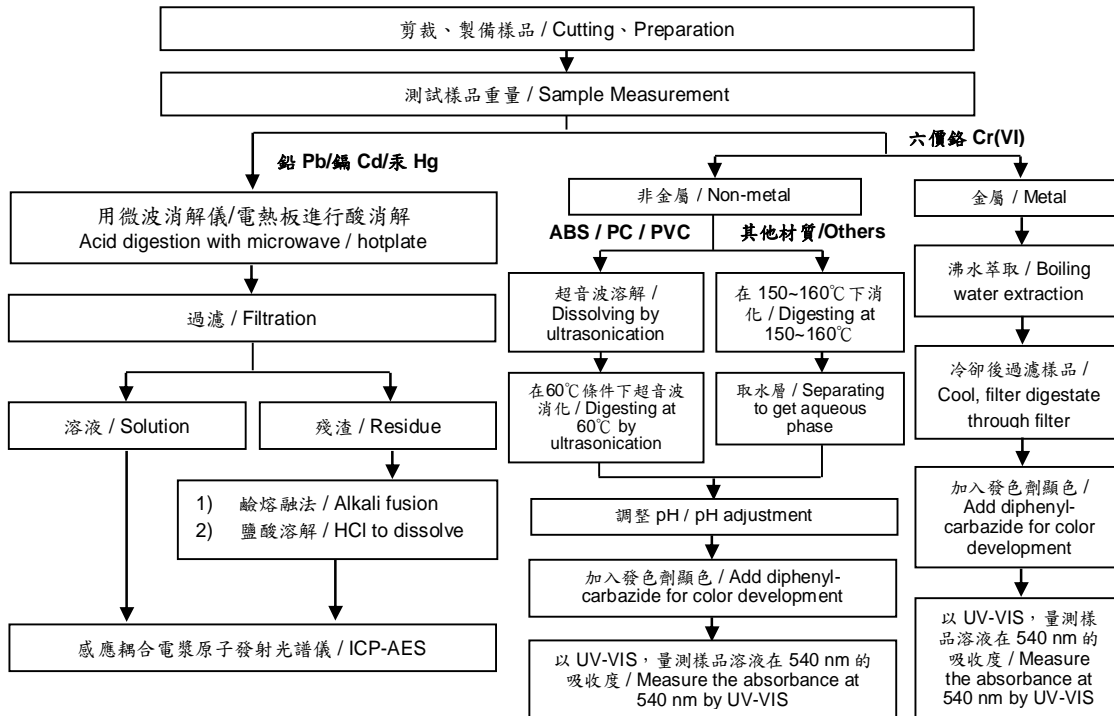 剪裁、製備樣品 / Cutting、Preparation
測試樣品重量 / Sample Measurement
鉛 Pb/鎘 Cd/汞 Hg
六價鉻 Cr(VI)
用微波消解儀/電熱板進行酸消解
Acid digestion with microwave / hotplate
過濾 / Filtration
溶液 / Solution
殘渣 / Residue
1) 鹼熔融法 / Alkali fusion
2) 鹽酸溶解 / HCl to dissolve
感應耦合電漿原子發射光譜儀 / ICP-AES
非金屬 / Non-metal
ABS / PC / PVC
其他材質/Others
超音波溶解 /
Dissolving by
ultrasonication
在60℃條件下超音波
消化 / Digesting at
60℃ by
ultrasonication
在 150~160℃下消
化 / Digesting at
150~160℃
取水層 / Separating
to get aqueous
phase
調整 pH / pH adjustment
加入發色劑顯色 / Add diphenyl-
carbazide for color development
以 UV-VIS，量測樣品溶液在 540 nm 的
吸收度 / Measure the absorbance at
540 nm by UV-VIS
金屬 / Metal
沸水萃取 / Boiling
water extraction
冷卻後過濾樣品 /
Cool, filter digestate
through filter
加入發色劑顯色 /
Add diphenyl-
carbazide for color
development
以 UV-VIS，量測樣
品溶液在 540 nm 的
吸收度 / Measure
the absorbance at
540 nm by UV-VIS